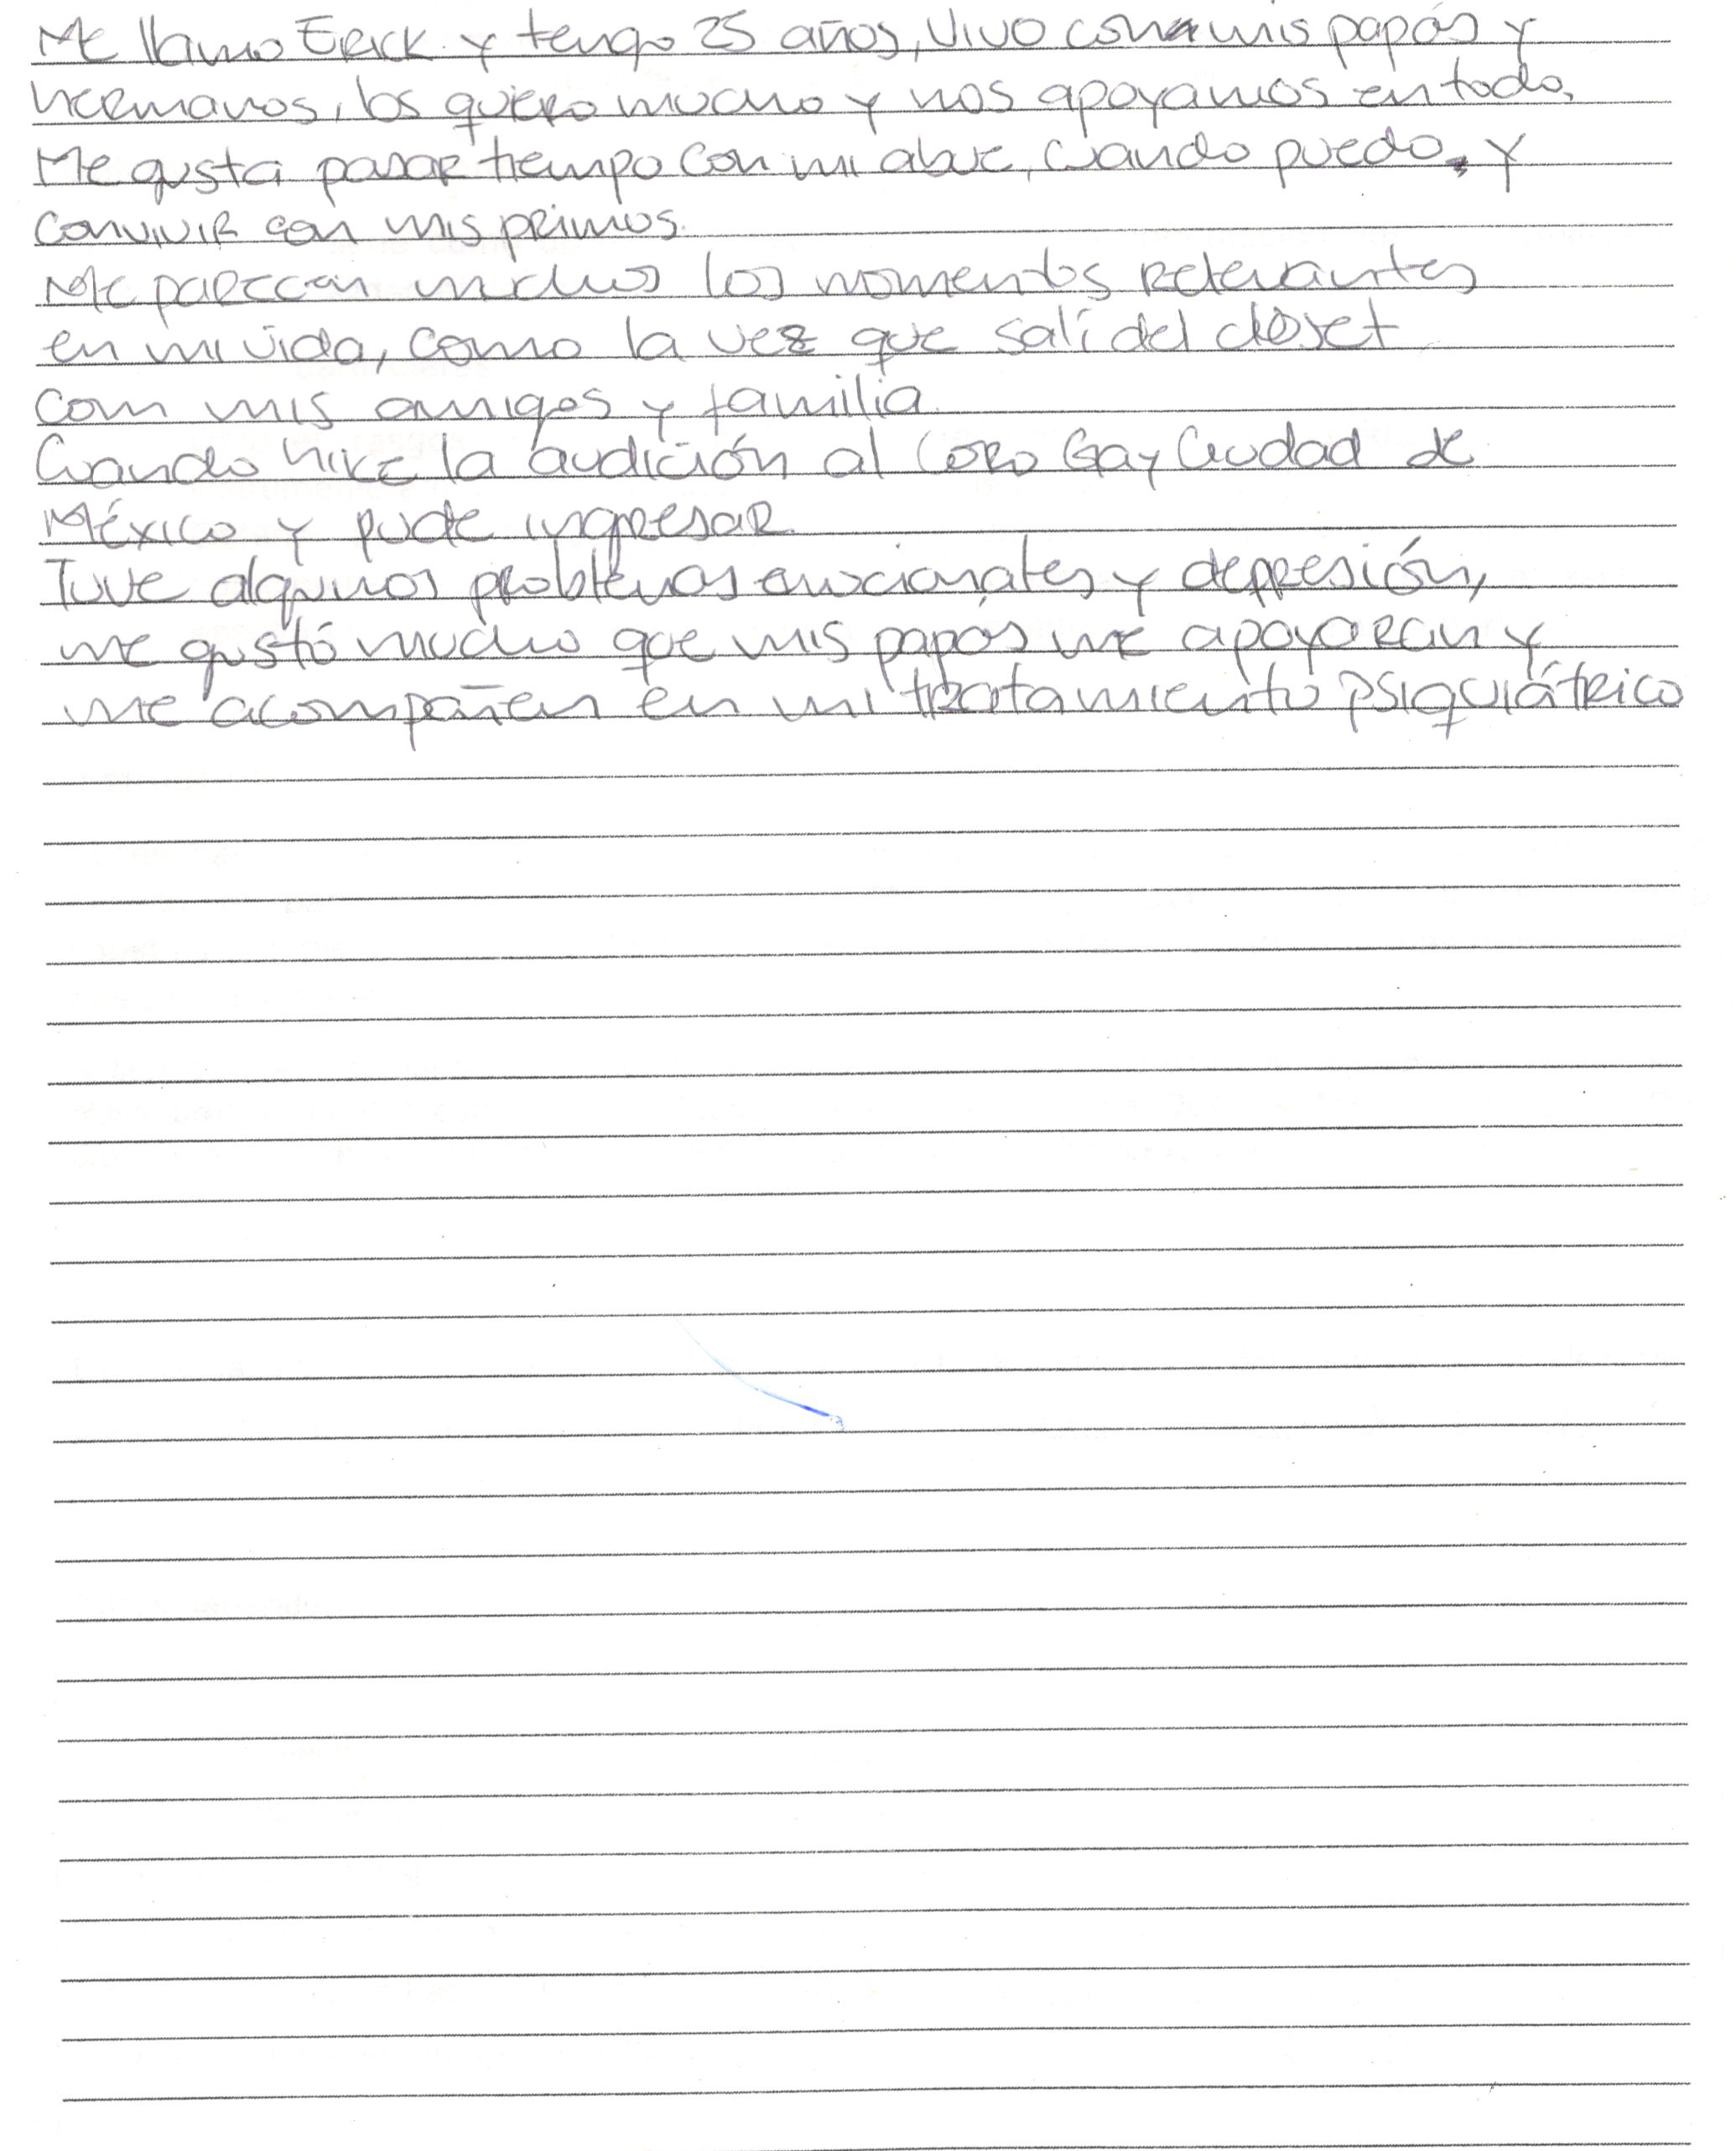 Me llamo Erick y tengo 25 años, vivo con mis papás y
hermanos, los quiero mucho y nos apoyamos en todo.
Me gusta pasar tiempo con mi abue, cuando puedo, y
convivir con mis primos.
Me parecen muchos los momentos relevantes
en mi vida, como la vez que salí del clóset
com mis amigos y familia.
Cuando hice la audición al Coro Gay Ciudad de
México y pude ingresar.
Tuve algunos problemas emocionales y depresión,
me gustó mucho que mis papás me apoyaran y
me acompañen en mi tratamiento psiquiátrico